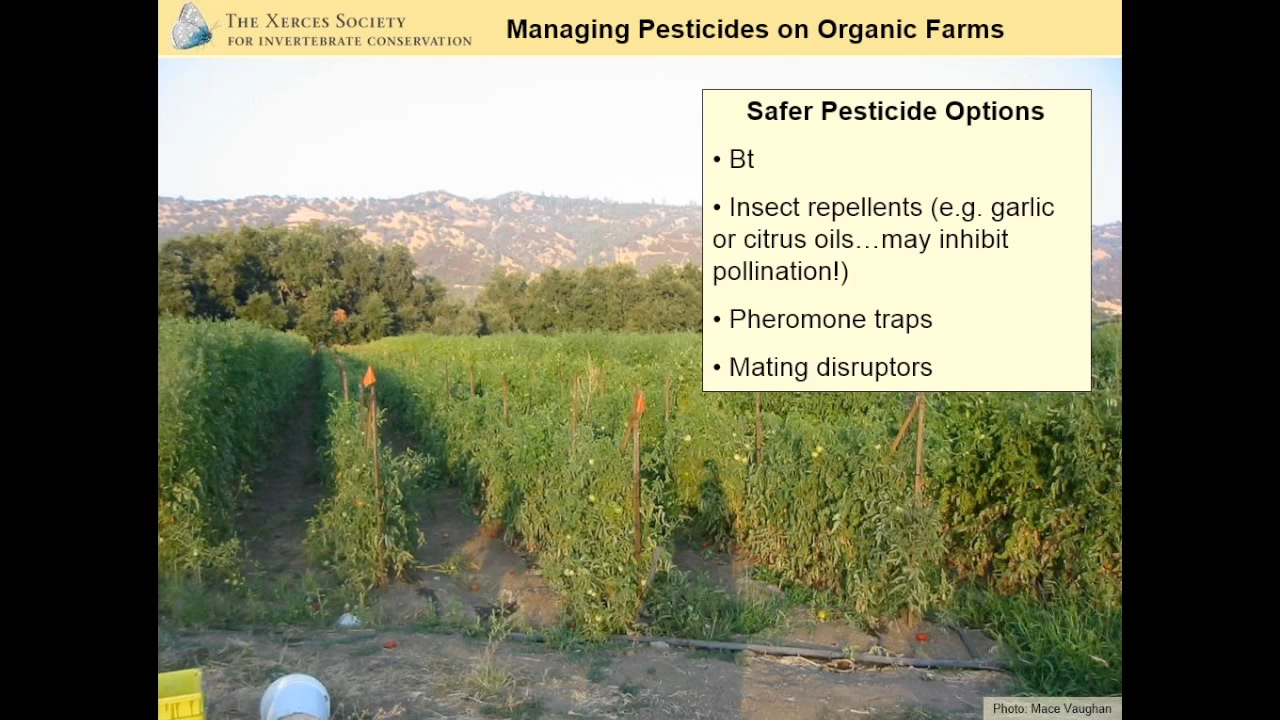 THE XERCES SOCIETY
FOR INVERTEBRATE CONSERVATION
Managing Pesticides on Organic Farms
Safer Pesticide Options
• Bt
• Insect repellents (e.g. garlic
or citrus oils…may inhibit
pollination!)
• Pheromone traps
• Mating disruptors
Photo: Mace Vaughan